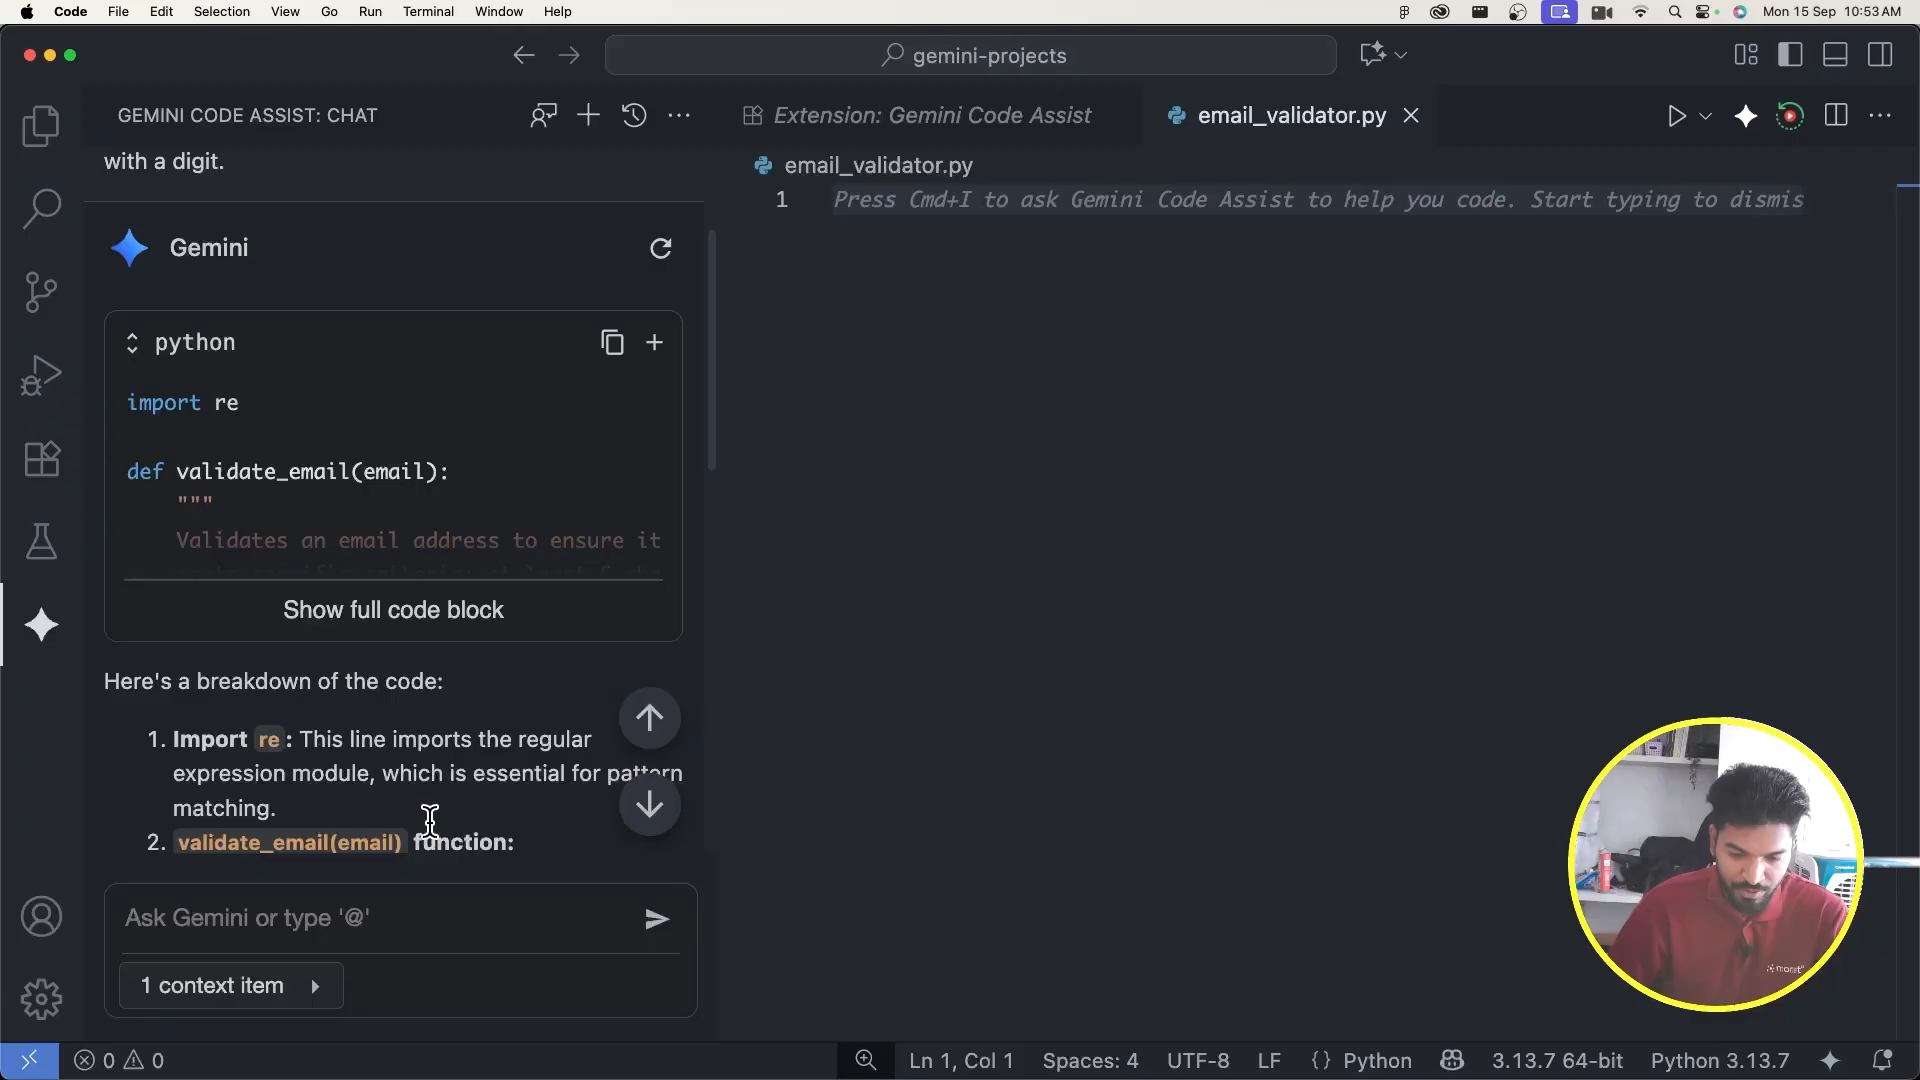 Code File Edit Selection View Go Run Terminal Window Help
Mon 15 Sep 10:53 AM
gemini-projects
GEMINI CODE ASSIST: CHAT
Extension: Gemini Code Assist
email_validator.py
with a digit.
email_validator.py
1 Press Cmd+I to ask Gemini Code Assist to help you code. Start typing to dismis
Gemini
python
import re
def validate_email(email):
"""
Validates an email address to ensure it
Show full code block
Here's a breakdown of the code:
1. Import re: This line imports the regular
expression module, which is essential for pattern
matching.
2. validate_email(email) function:
Ask Gemini or type '@'
1 context item
0 0
Ln 1, Col 1 Spaces: 4 UTF-8 LF {} Python 3.13.7 64-bit Python 3.13.7